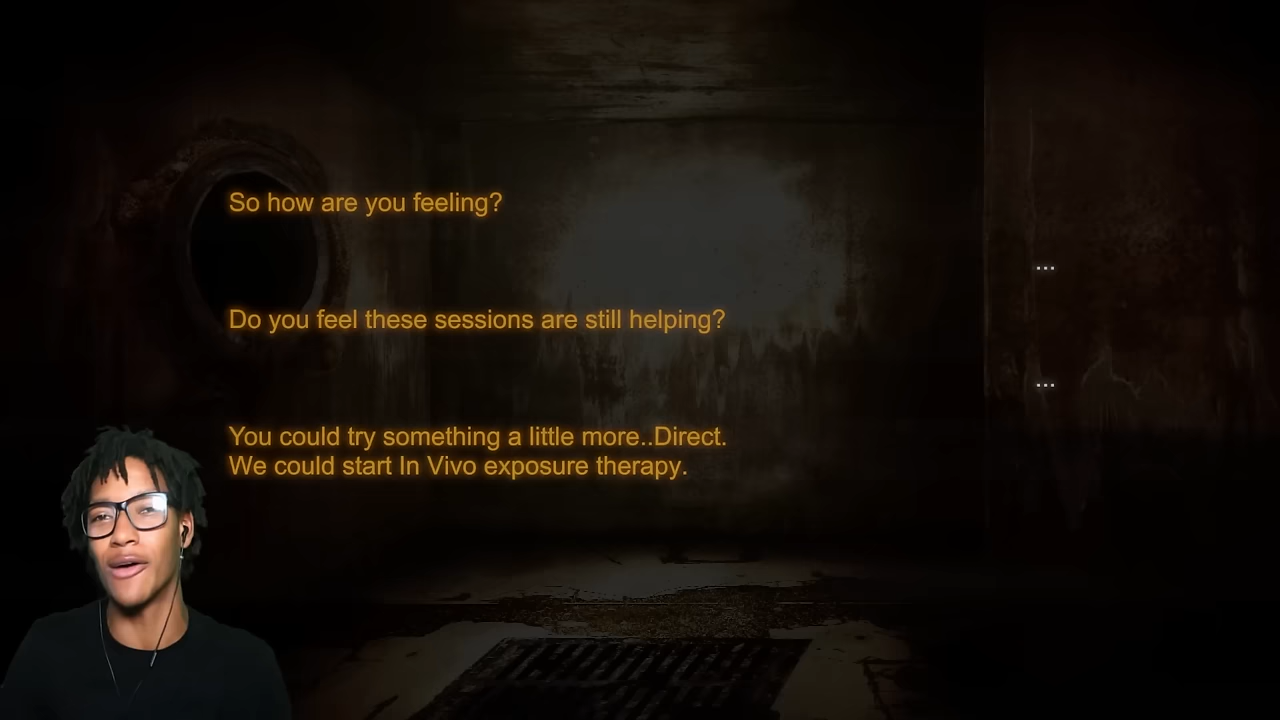 So how are you feeling?
...
Do you feel these sessions are still helping?
...
You could try something a little more..Direct.
We could start In Vivo exposure therapy.